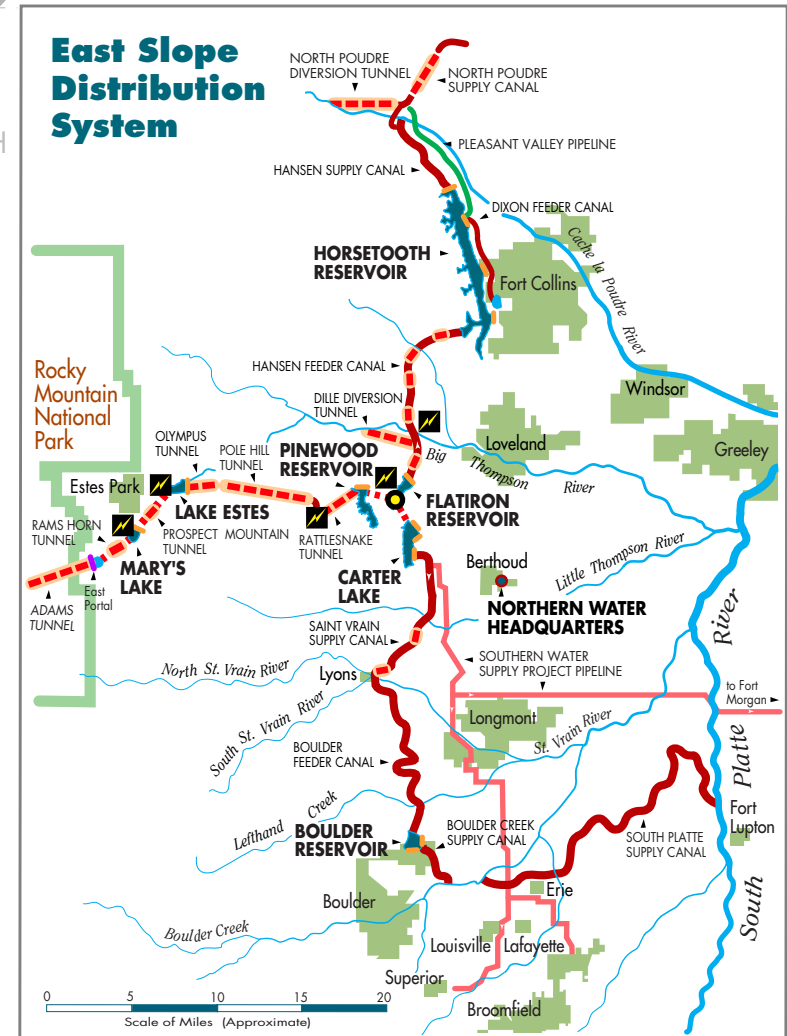 East Slope
Distribution
System
NORTH POUDRE
DIVERSION TUNNEL
NORTH POUDRE
SUPPLY CANAL
PLEASANT VALLEY PIPELINE
HANSEN SUPPLY CANAL
DIXON FEEDER CANAL
HORSETOOTH
RESERVOIR
Fort Collins
Cache la Poudre
River
HANSEN FEEDER CANAL
Windsor
Rocky
Mountain
National
Park
DILLE DIVERSION
TUNNEL
Loveland
Greeley
OLYMPUS
TUNNEL
POLE HILL
TUNNEL
PINEWOOD
RESERVOIR
Big
Thompson
River
Estes Park
LAKE ESTES
FLATIRON
RESERVOIR
RAMS HORN
TUNNEL
PROSPECT MOUNTAIN
TUNNEL
RATTLESNAKE
TUNNEL
MARY'S
LAKE
East
Portal
ADAMS
TUNNEL
CARTER
LAKE
Berthoud
Little Thompson River
NORTHERN WATER
HEADQUARTERS
SAINT VRAIN
SUPPLY CANAL
SOUTHERN WATER
SUPPLY PROJECT PIPELINE
North St. Vrain River
Lyons
to Fort
Morgan
South St. Vrain River
Longmont
St. Vrain River
BOULDER
FEEDER CANAL
Lefthand Creek
BOULDER
RESERVOIR
BOULDER CREEK
SUPPLY CANAL
SOUTH PLATTE
SUPPLY CANAL
Fort
Lupton
South Platte River
Boulder
Erie
Boulder Creek
Louisville
Lafayette
Superior
Broomfield
0 5 10 15 20
Scale of Miles (Approximate)